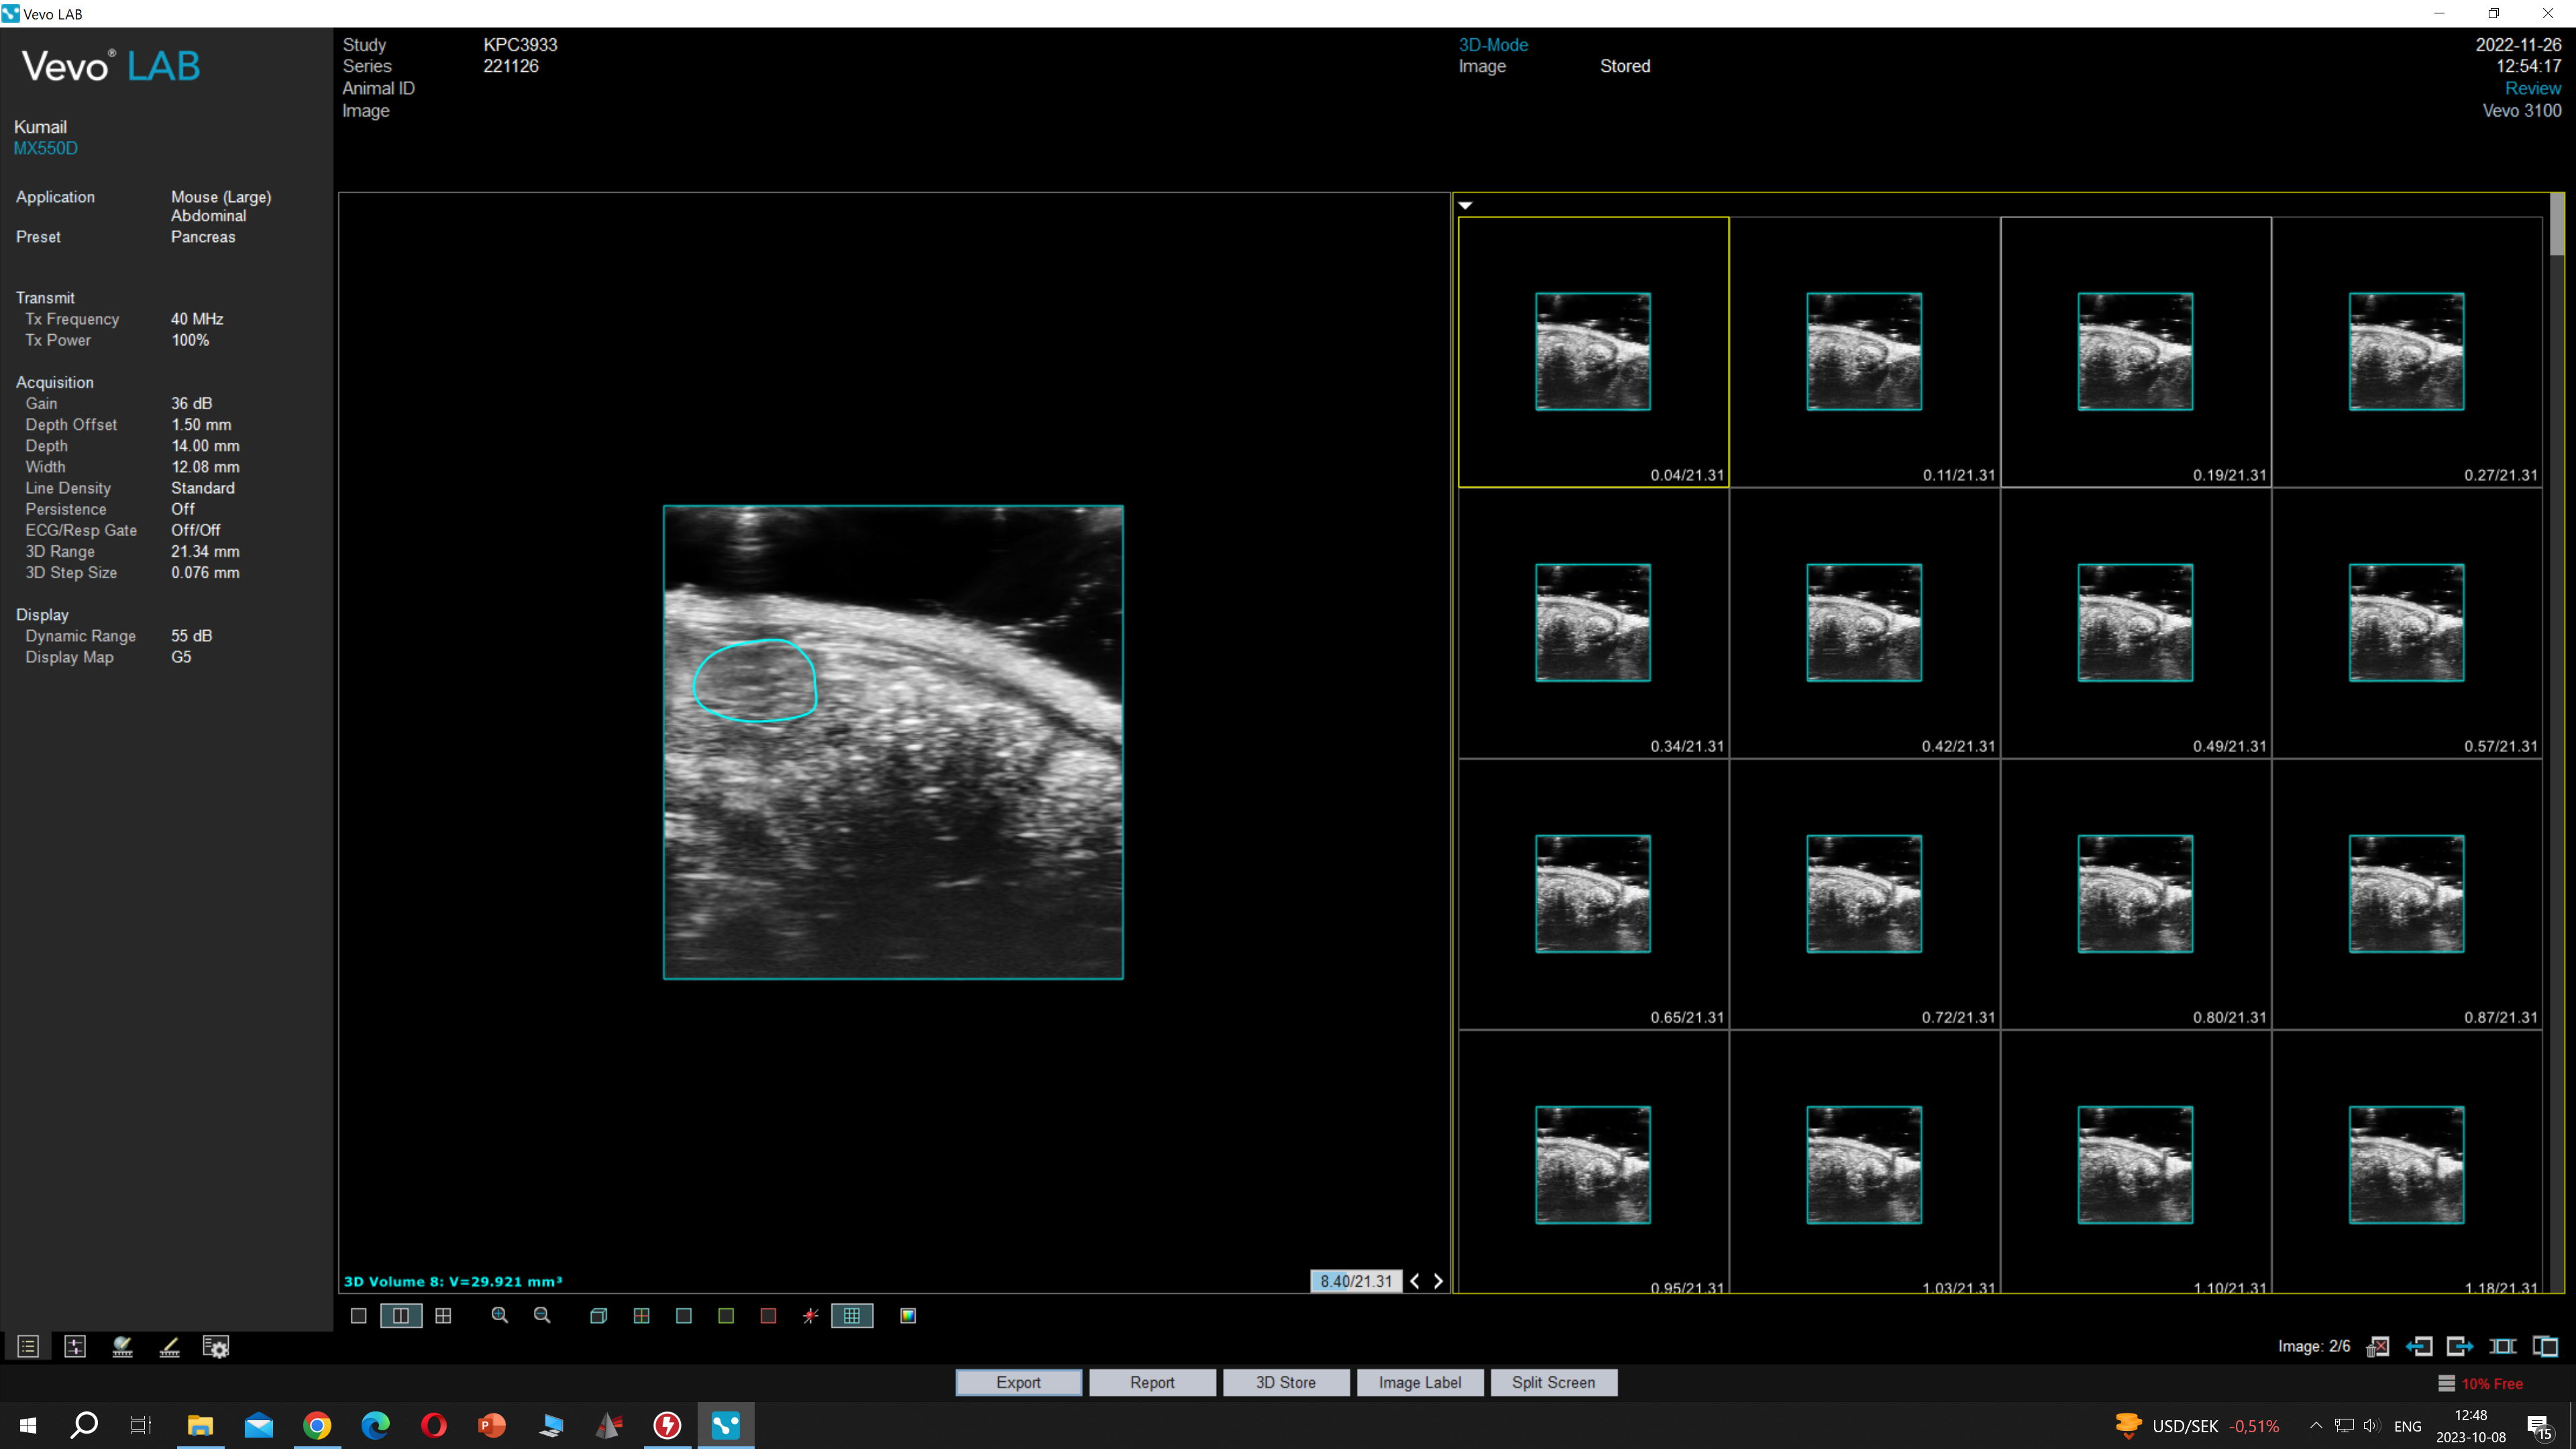 Vevo LAB
Vevo® LAB
Kumail
MX550D
Application Mouse (Large)
Abdominal
Preset Pancreas
Transmit
Tx Frequency 40 MHz
Tx Power 100%
Acquisition
Gain 36 dB
Depth Offset 1.50 mm
Depth 14.00 mm
Width 12.08 mm
Line Density Standard
Persistence Off
ECG/Resp Gate Off/Off
3D Range 21.34 mm
3D Step Size 0.076 mm
Display
Dynamic Range 55 dB
Display Map G5
Study KPC3933
Series 221126
Animal ID
Image
3D-Mode
Image Stored
2022-11-26
12:54:17
Review
Vevo 3100
3D Volume 8: V=29.921 mm³
8.40/21.31
0.04/21.31 0.11/21.31 0.19/21.31 0.27/21.31
0.34/21.31 0.42/21.31 0.49/21.31 0.57/21.31
0.65/21.31 0.72/21.31 0.80/21.31 0.87/21.31
0.95/21.31 1.03/21.31 1.10/21.31 1.18/21.31
Image: 2/6
Export Report 3D Store Image Label Split Screen
10% Free
USD/SEK -0,51%
ENG
12:48
2023-10-08
15